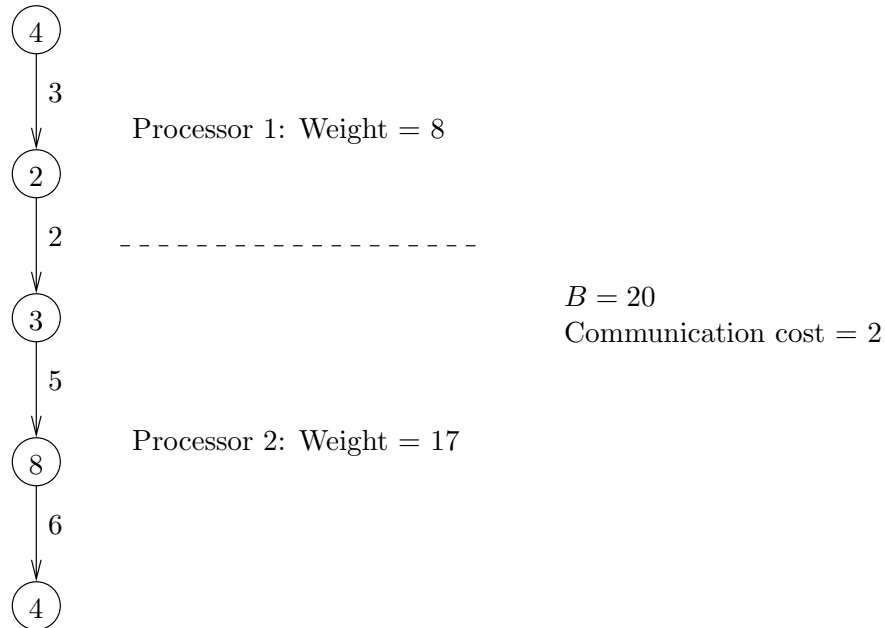 4
3
Processor 1: Weight = 8
2
2
B = 20
3
Communication cost = 2
5
Processor 2: Weight = 17
8
6
4